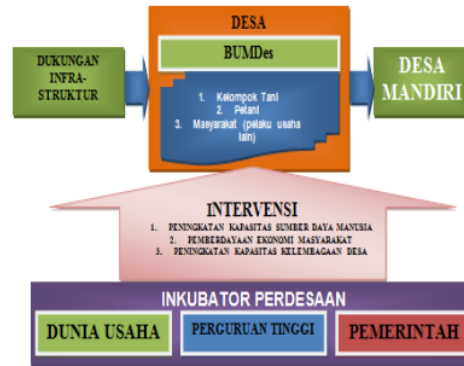 DESA
BUMDes
DUKUNGAN
INFRA-
STRUKTUR
1. Kelompok Tani
2. Petani
3. Masyarakat (pelaku usaha
lain)
DESA
MANDIRI
INTERVENSI
1. PENINGKATAN KAPASITAS SUMBER DAYA MANUSIA
2. PEMBERDAYAAN EKONOMI MASYARAKAT
3. PENINGKATAN KAPASITAS KELEMBAGAAN DESA
INKUBATOR PERDESAAN
DUNIA USAHA
PERGURUAN TINGGI
PEMERINTAH